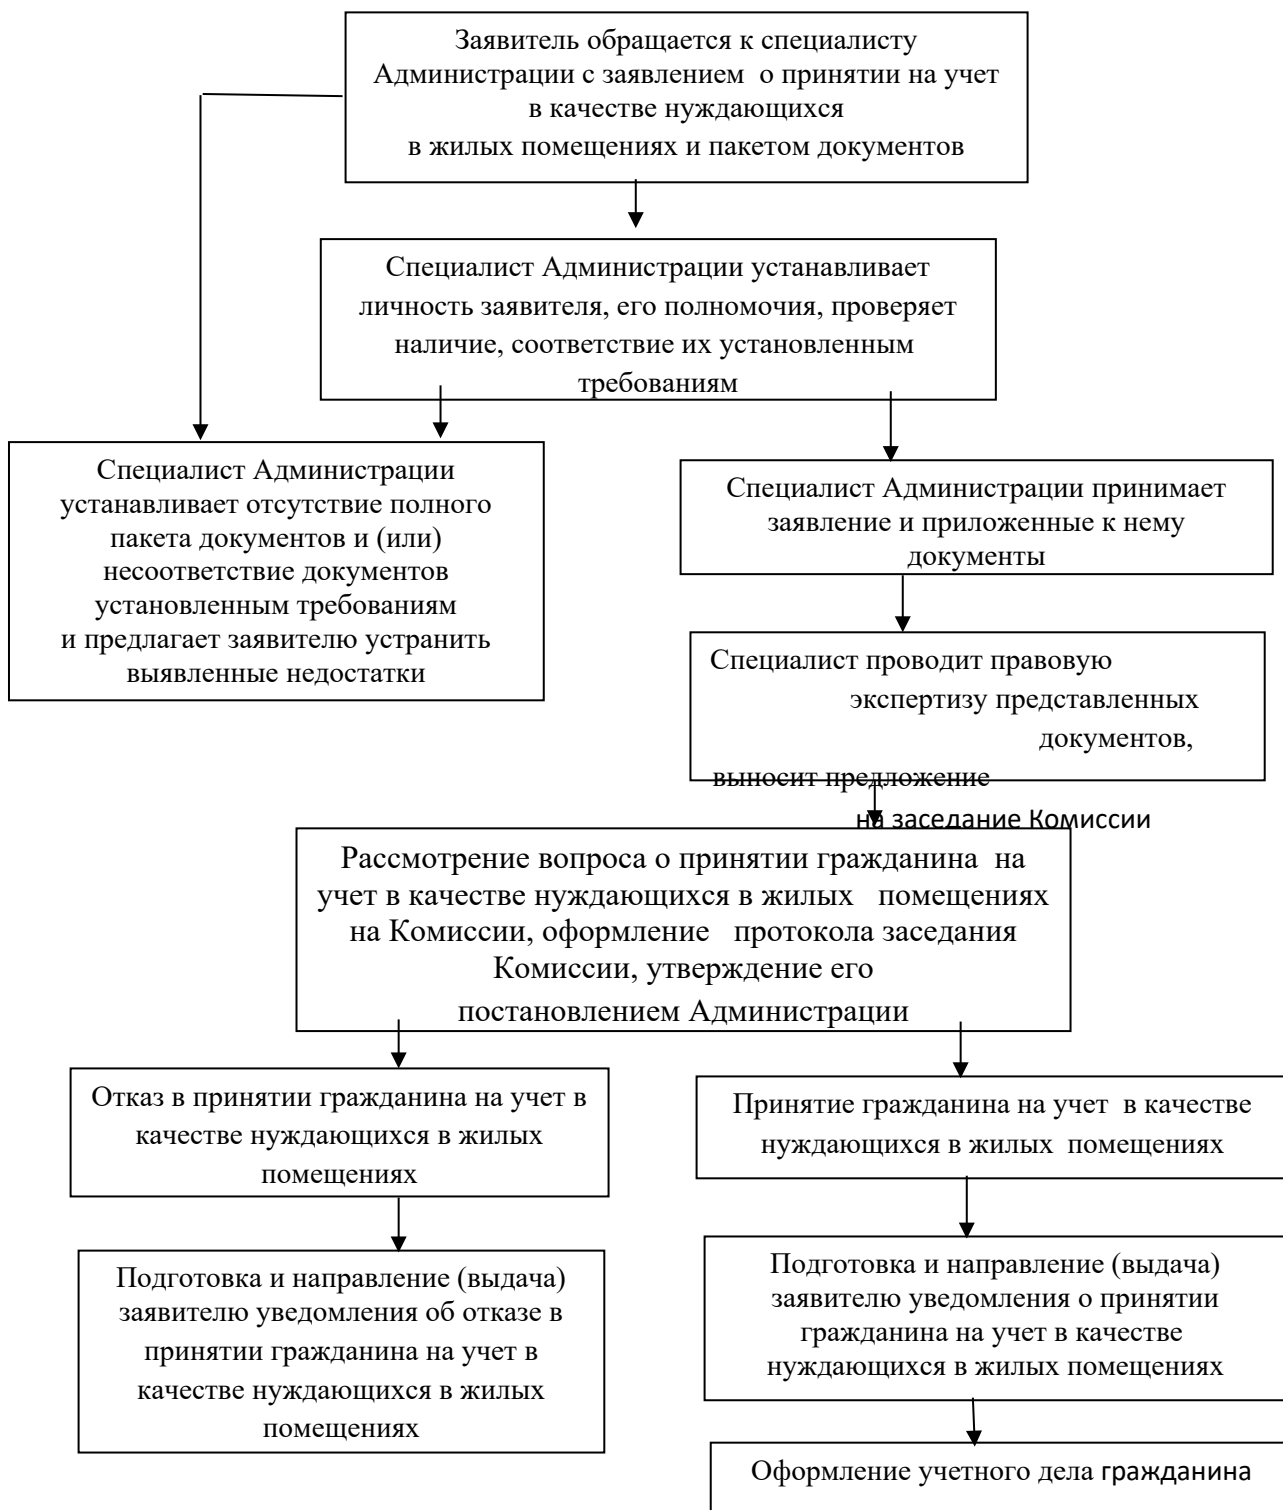 Заявитель обращается к специалисту
Администрации с заявлением о принятии на учет
в качестве нуждающихся
в жилых помещениях и пакетом документов
Специалист Администрации устанавливает
личность заявителя, его полномочия, проверяет
наличие, соответствие их установленным
требованиям
Специалист Администрации
устанавливает отсутствие полного
пакета документов и (или)
несоответствие документов
установленным требованиям
и предлагает заявителю устранить
выявленные недостатки
Специалист Администрации принимает
заявление и приложенные к нему
документы
Специалист проводит правовую
экспертизу представленных
документов,
выносит предложение
на заседание Комиссии
Рассмотрение вопроса о принятии гражданина на
учет в качестве нуждающихся в жилых помещениях
на Комиссии, оформление протокола заседания
Комиссии, утверждение его
постановлением Администрации
Отказ в принятии гражданина на учет в
качестве нуждающихся в жилых
помещениях
Принятие гражданина на учет в качестве
нуждающихся в жилых помещениях
Подготовка и направление (выдача)
заявителю уведомления об отказе в
принятии гражданина на учет в
качестве нуждающихся в жилых
помещениях
Подготовка и направление (выдача)
заявителю уведомления о принятии
гражданина на учет в качестве
нуждающихся в жилых помещениях
Оформление учетного дела гражданина